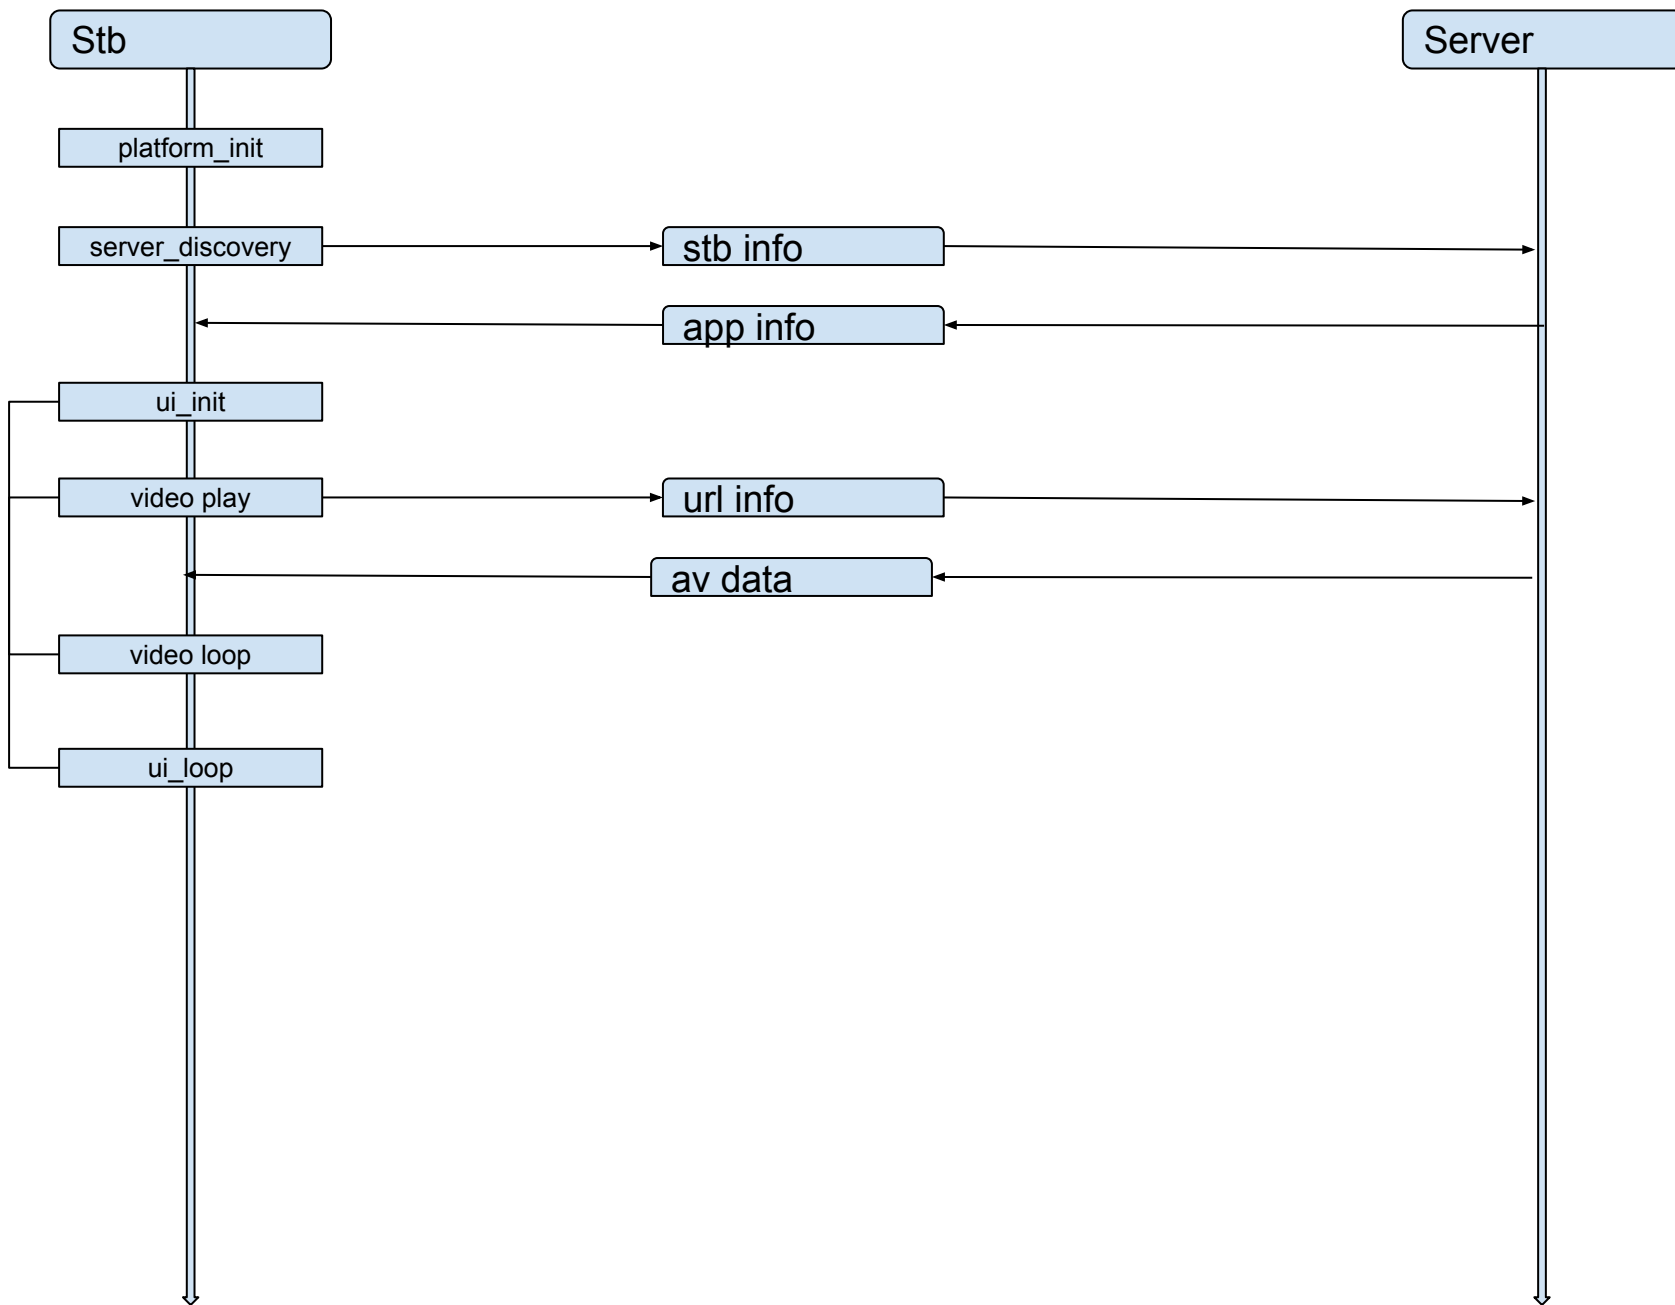 Stb
Server
platform_init
server_discovery
stb info
app info
ui_init
video play
url info
av data
video loop
ui_loop